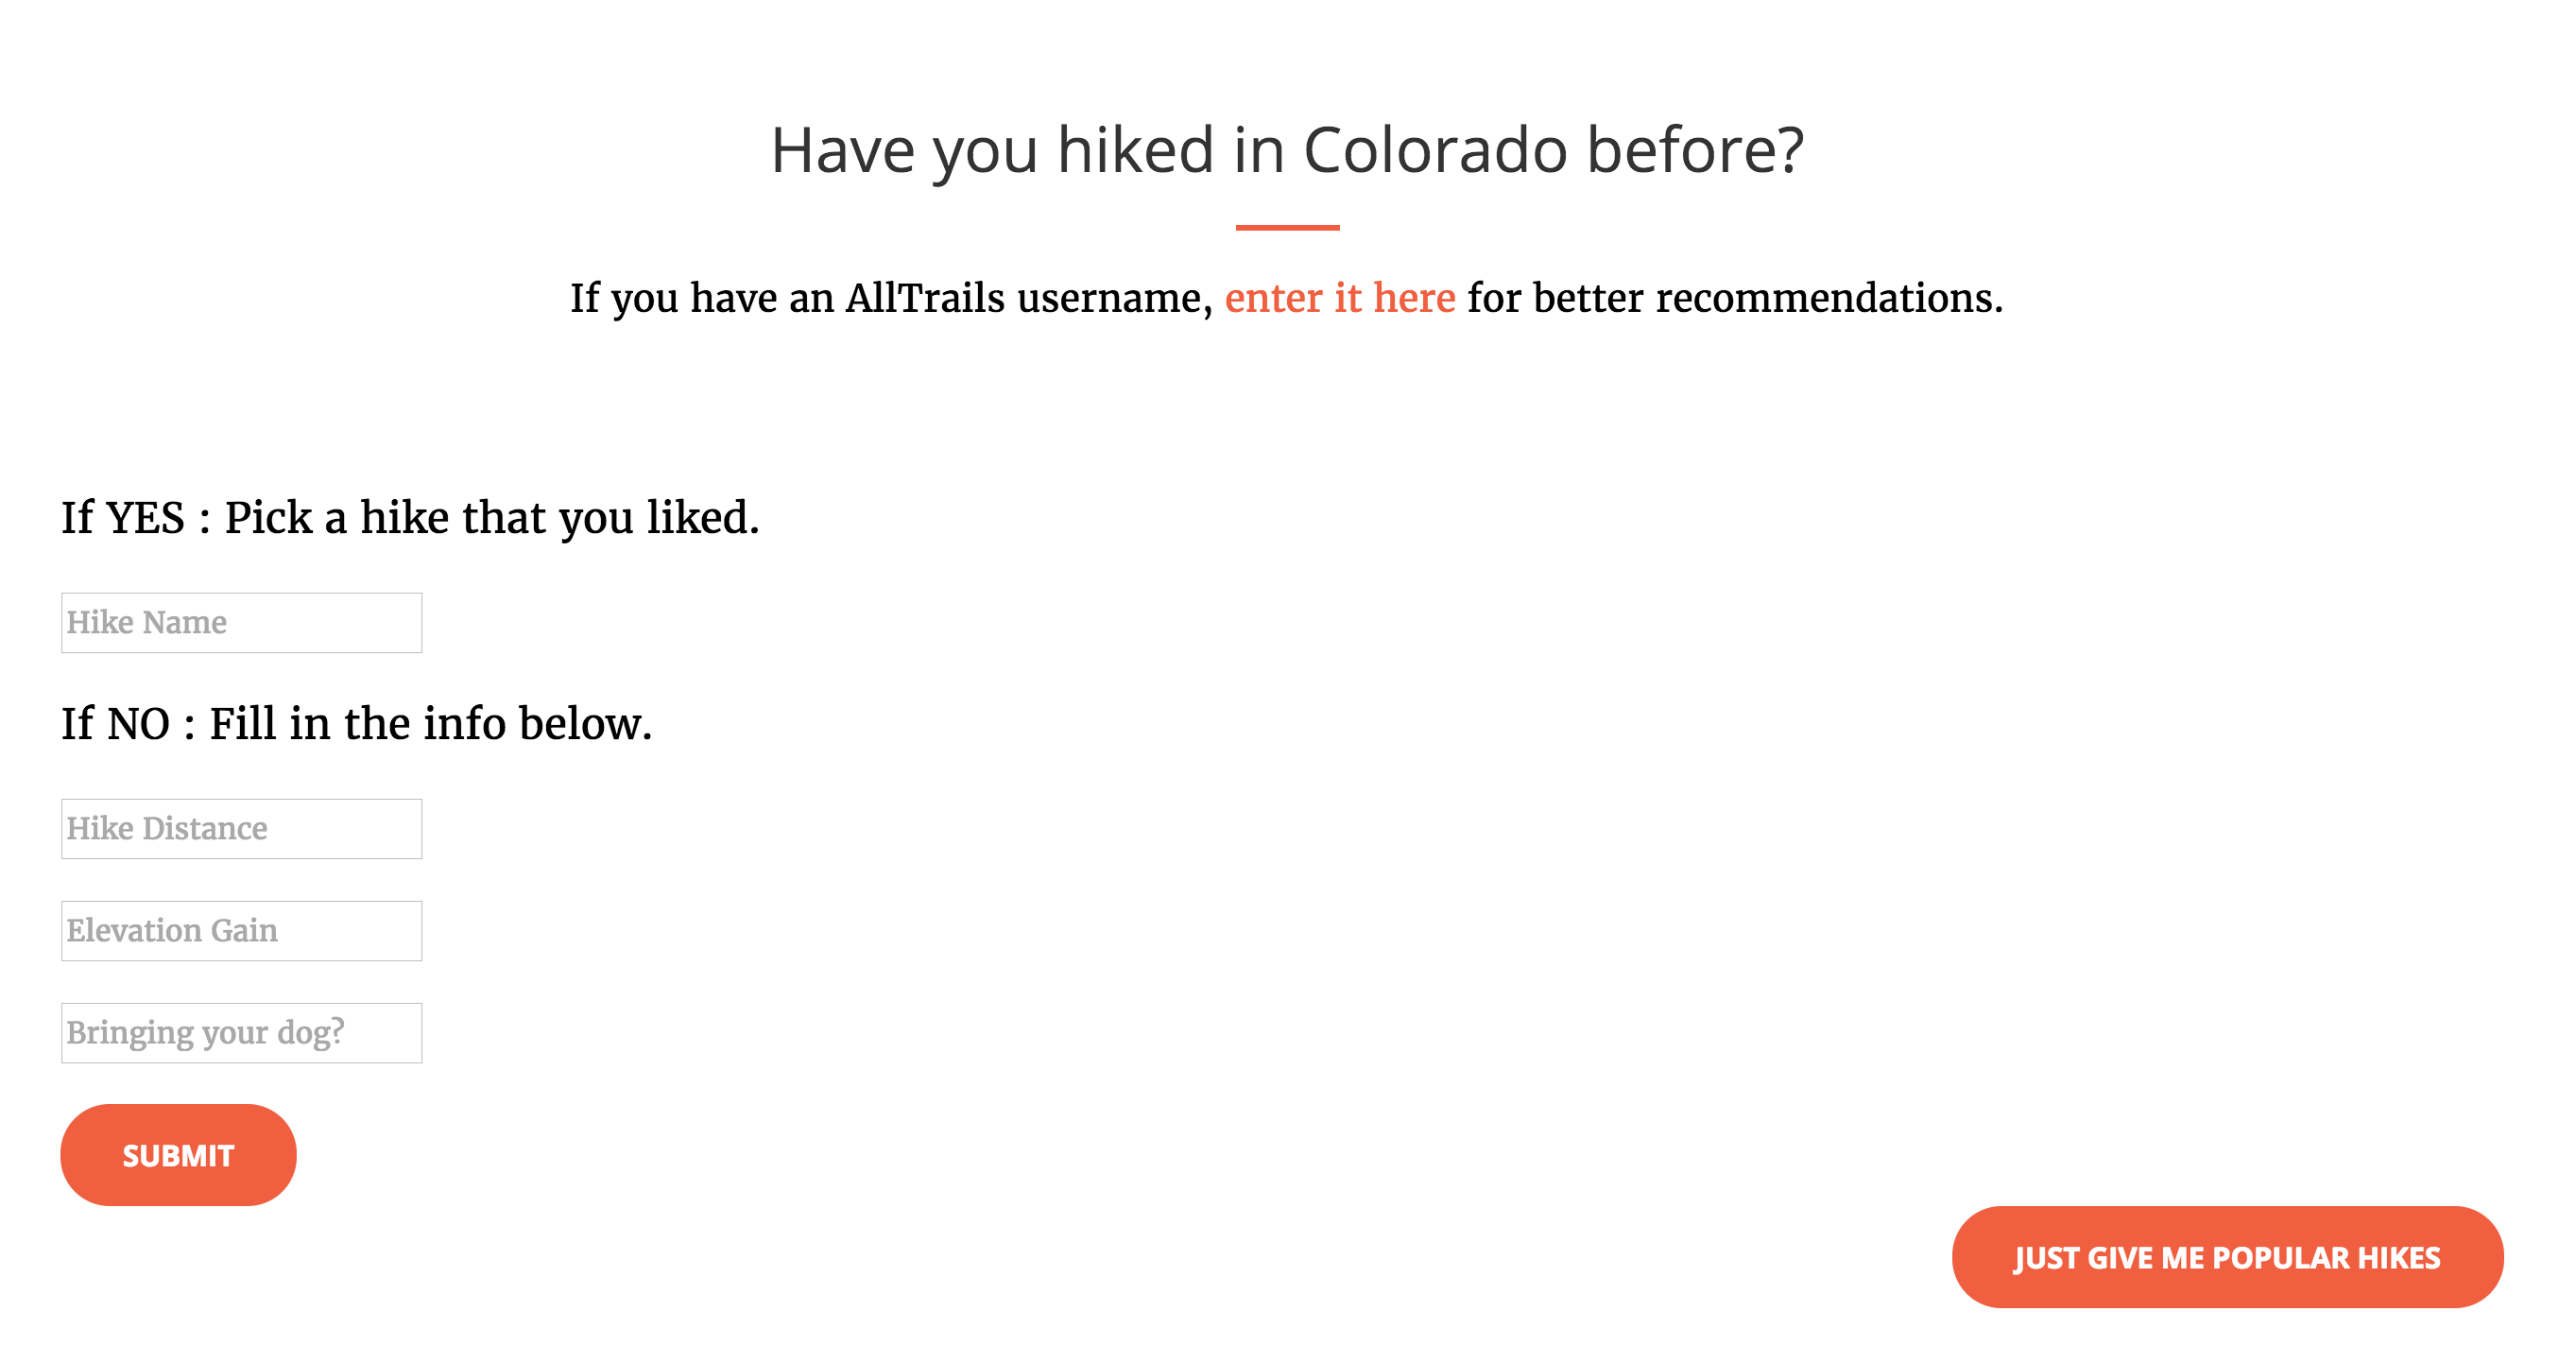 Have you hiked in Colorado before?
If you have an AllTrails username, enter it here for better recommendations.
If YES : Pick a hike that you liked.
Hike Name
If NO : Fill in the info below.
Hike Distance
Elevation Gain
Bringing your dog?
SUBMIT
JUST GIVE ME POPULAR HIKES